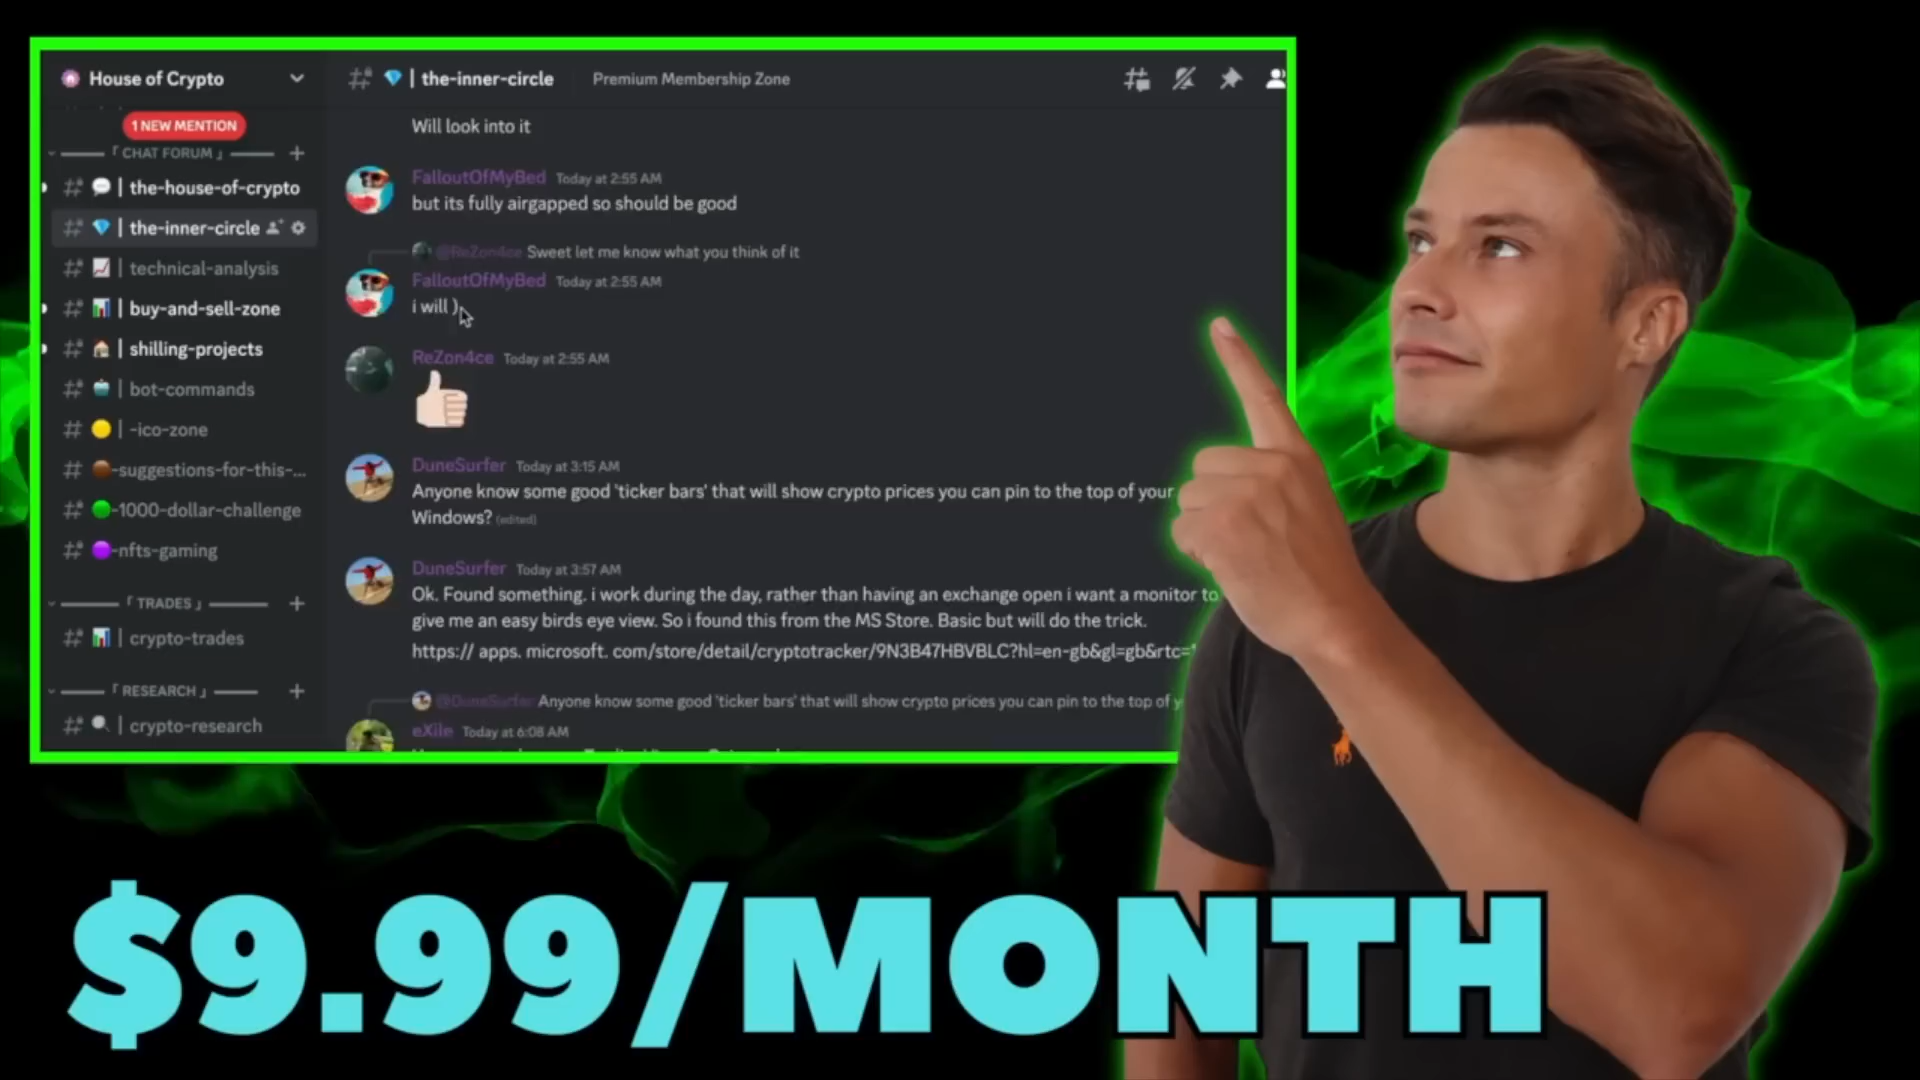 House of Crypto
1 NEW MENTION
「 CHAT FORUM 」
| the-house-of-crypto
| the-inner-circle
| technical-analysis
| buy-and-sell-zone
| shilling-projects
| bot-commands
| -ico-zone
-suggestions-for-this-...
-1000-dollar-challenge
-nfts-gaming
「 TRADES 」
| crypto-trades
「 RESEARCH 」
| crypto-research
| the-inner-circle
Premium Membership Zone
Will look into it
FalloutOfMyBed Today at 2:55 AM
but its fully airgapped so should be good
@ReZon4ce Sweet let me know what you think of it
FalloutOfMyBed Today at 2:55 AM
i will )
ReZon4ce Today at 2:55 AM
DuneSurfer Today at 3:15 AM
Anyone know some good 'ticker bars' that will show crypto prices you can pin to the top of your
Windows? (edited)
DuneSurfer Today at 3:57 AM
Ok. Found something. i work during the day, rather than having an exchange open i want a monitor to
give me an easy birds eye view. So i found this from the MS Store. Basic but will do the trick.
https:// apps. microsoft. com/store/detail/cryptotracker/9N3B47HBVBLC?hl=en-gb&gl=gb&rtc=
@DuneSurfer Anyone know some good 'ticker bars' that will show crypto prices you can pin to the top of y
eXile Today at 6:08 AM
$9.99/MONTH